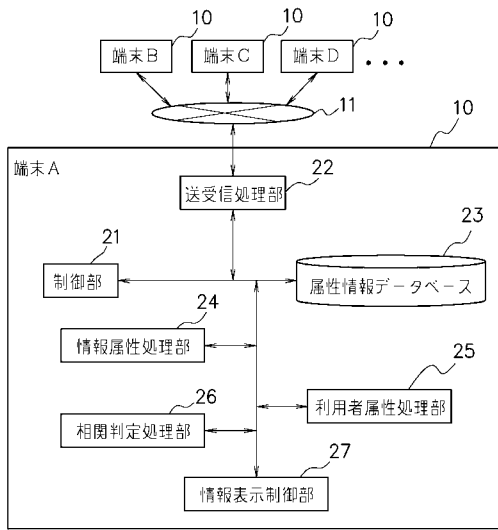 10 10 10
端末B 端末C 端末D ・・・
11
10
端末A
22
送受信処理部
21 23
制御部 属性情報データベース
24
情報属性処理部
25
利用者属性処理部
26
相関判定処理部
27
情報表示制御部